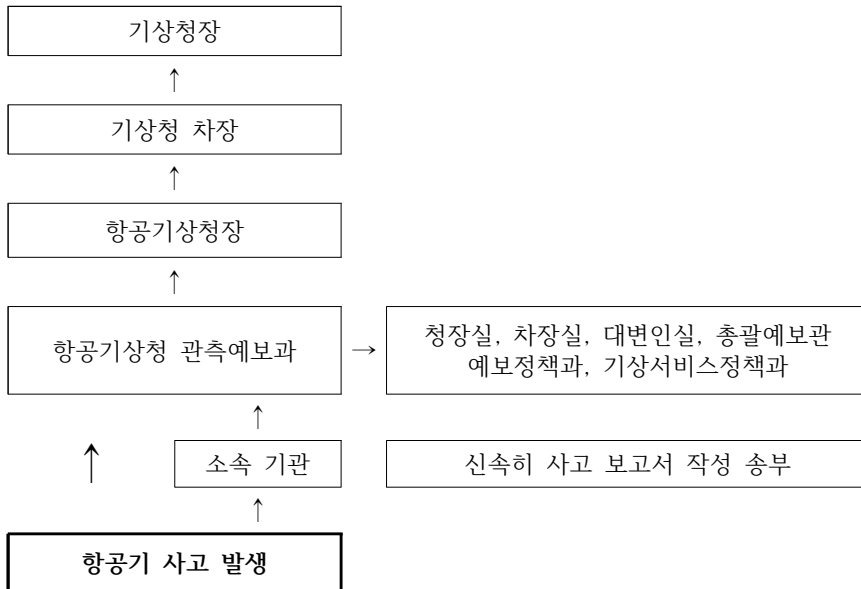 기상청장
↑
기상청 차장
↑
항공기상청장
↑
항공기상청 관측예보과
→
청장실, 차장실, 대변인실, 총괄예보관
예보정책과, 기상서비스정책과
↑
↑
소속 기관
신속히 사고 보고서 작성 송부
↑
항공기 사고 발생